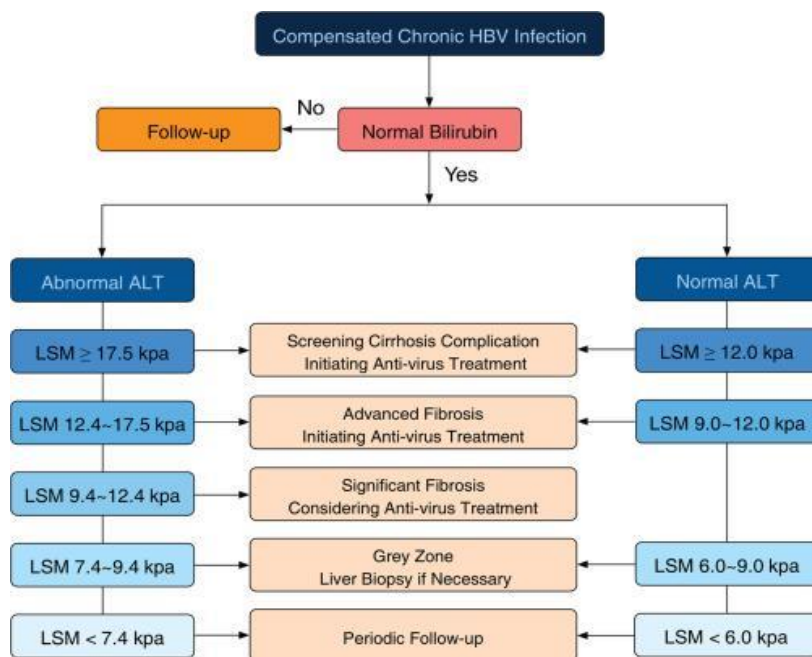 Compensated Chronic HBV Infection
No
Follow-up
Normal Bilirubin
Yes
Abnormal ALT
Normal ALT
LSM ≥ 17.5 kpa
Screening Cirrhosis Complication
Initiating Anti-virus Treatment
LSM ≥ 12.0 kpa
LSM 12.4~17.5 kpa
Advanced Fibrosis
Initiating Anti-virus Treatment
LSM 9.0~12.0 kpa
LSM 9.4~12.4 kpa
Significant Fibrosis
Considering Anti-virus Treatment
LSM 7.4~9.4 kpa
Grey Zone
Liver Biopsy if Necessary
LSM 6.0~9.0 kpa
LSM < 7.4 kpa
Periodic Follow-up
LSM < 6.0 kpa